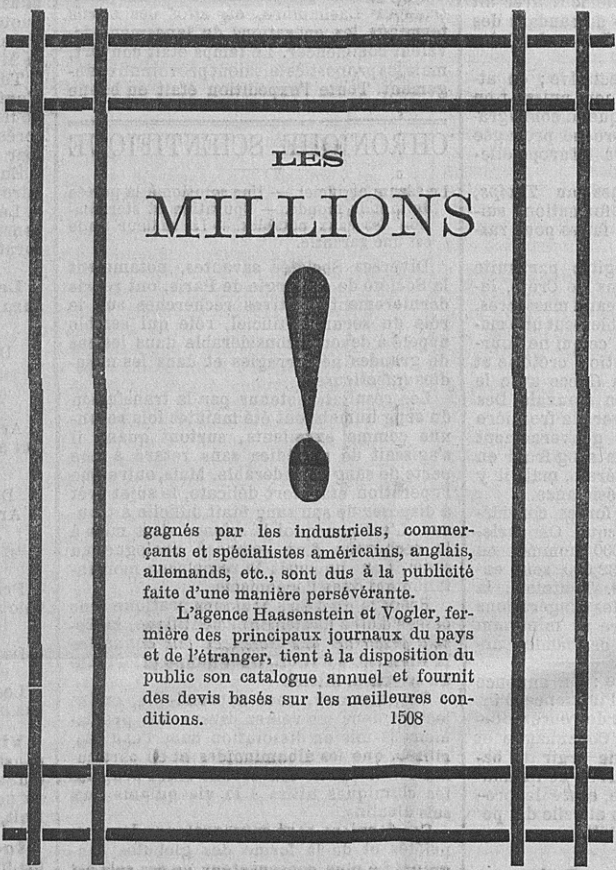 LES
MILLIONS
!
gagnés par les industriels, commer-
çants et spécialistes américains, anglais,
allemands, etc., sont dus à la publicité
faite d'une manière persévérante.
L'agence Haasenstein et Vogler, fer-
mière des principaux journaux du pays
et de l'étranger, tient à la disposition du
public son catalogue annuel et fournit
des devis basés sur les meilleures con-
ditions. 1508